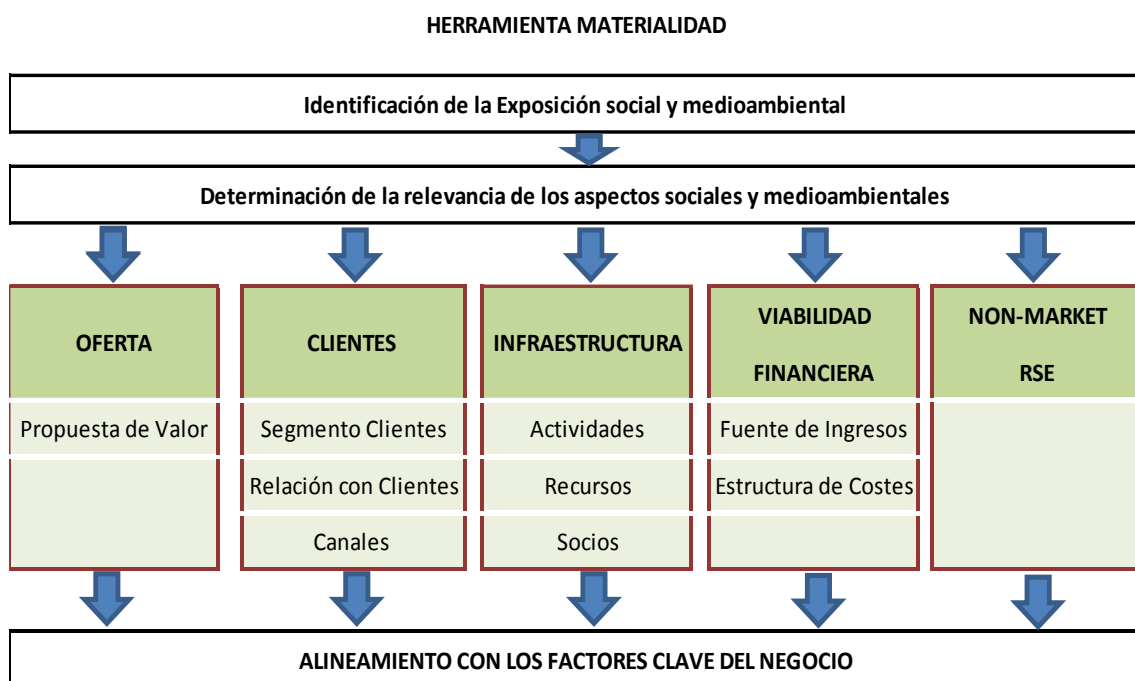 HERRAMIENTA MATERIALIDAD
Identificación de la Exposición social y medioambiental
Determinación de la relevancia de los aspectos sociales y medioambientales
OFERTA
CLIENTES
INFRAESTRUCTURA
VIABILIDAD
FINANCIERA
NON-MARKET
RSE
Propuesta de Valor
Segmento Clientes
Actividades
Fuente de Ingresos
Relación con Clientes
Recursos
Estructura de Costes
Canales
Socios
ALINEAMIENTO CON LOS FACTORES CLAVE DEL NEGOCIO